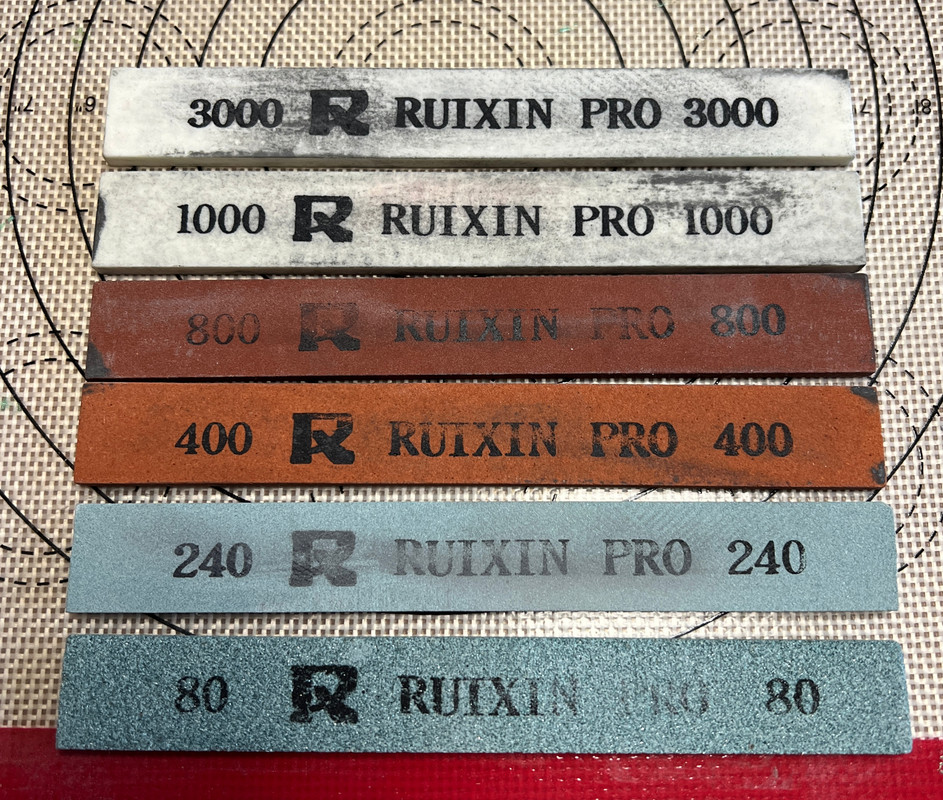 3000 R RUIXIN PRO 3000
1000 R RUIXIN PRO 1000
800 R RUIXIN PRO 800
400 R RUIXIN PRO 400
240 R RUIXIN PRO 240
80 R RUIXIN PRO 80